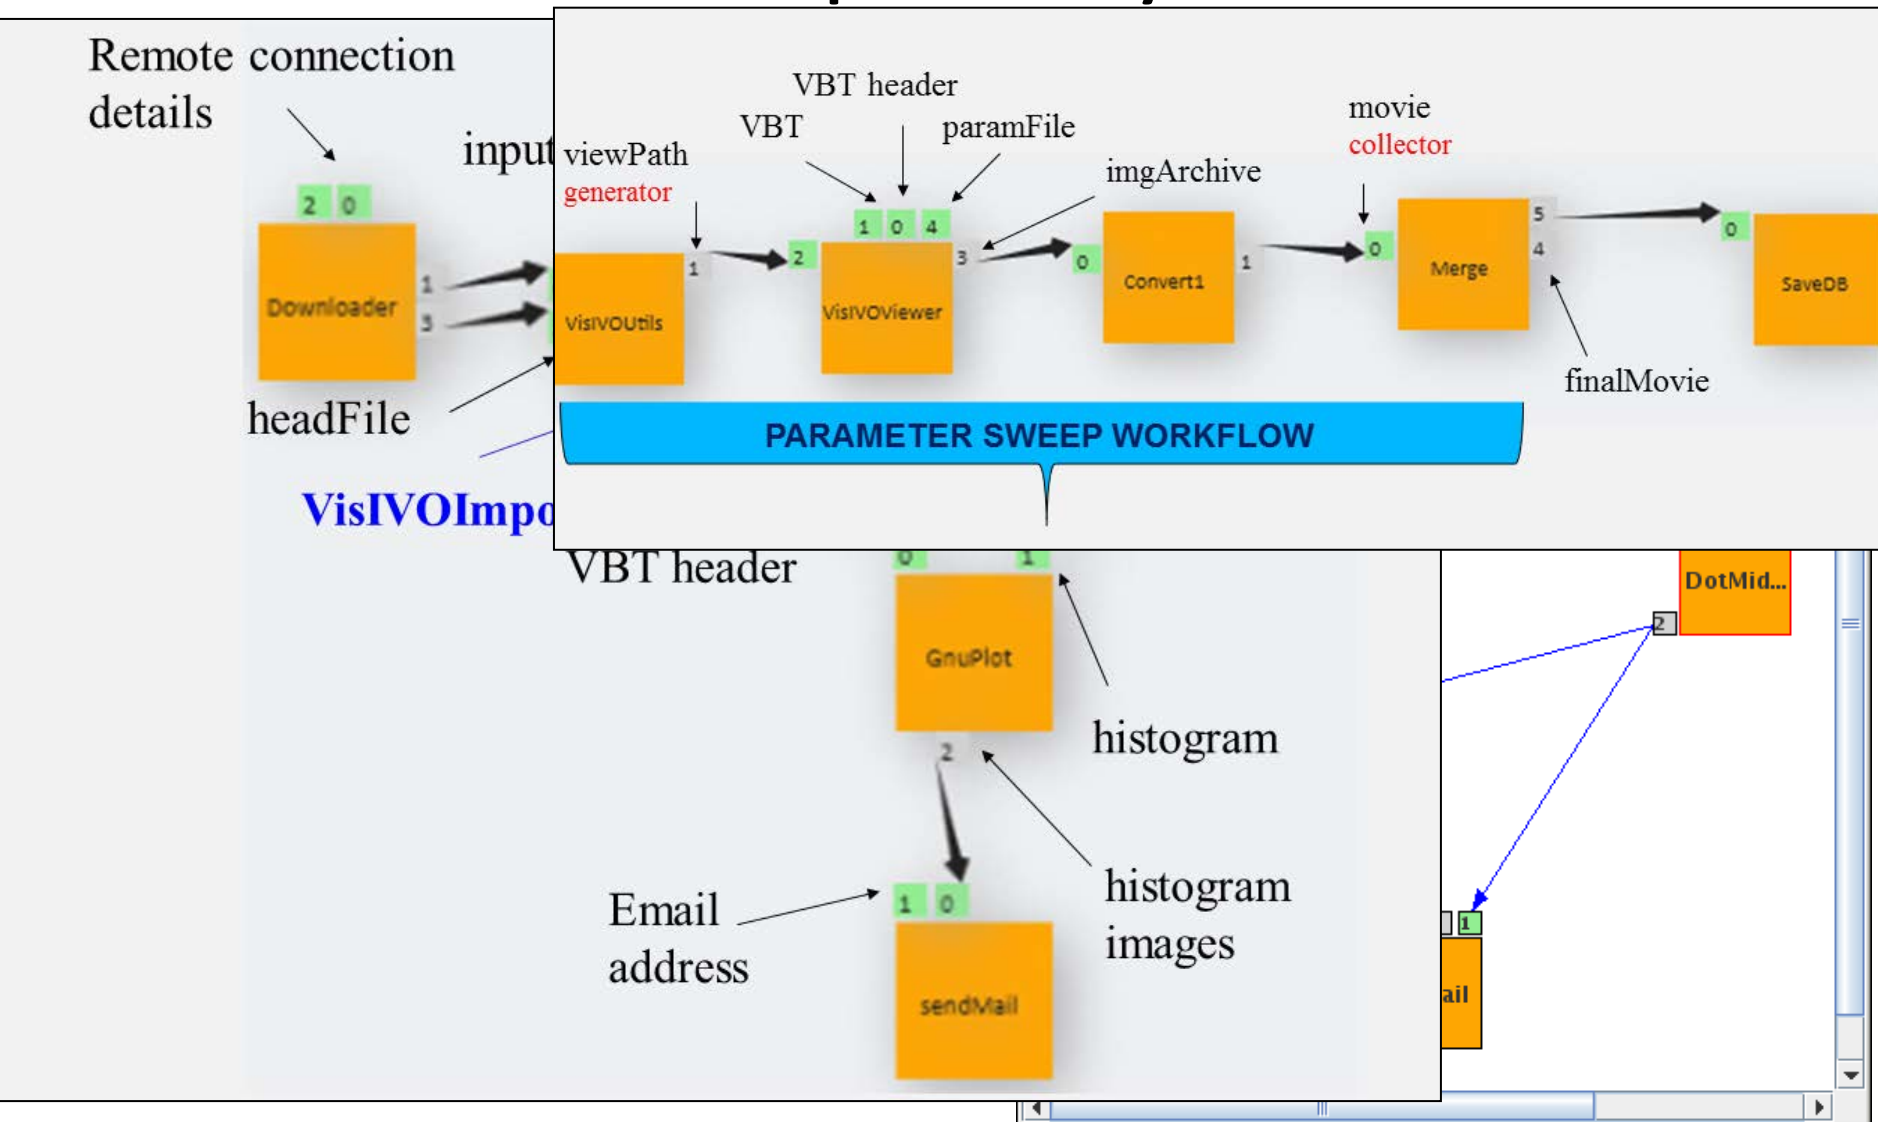 Remote connection
details
input
2 0
Downloader
1
3
headFile
VisIVOImpo
viewPath
generator
VBT header
VBT
paramFile
imgArchive
movie
collector
VisIVOUtils
1
2
1 0 4
VisIVOViewer
3
0
Convert1
1
0
Merge
5
4
0
SaveDB
finalMovie
PARAMETER SWEEP WORKFLOW
VBT header
0 1
GnuPlot
2
histogram
histogram
images
Email
address
1 0
sendMail
DotMid...
2
1
ail